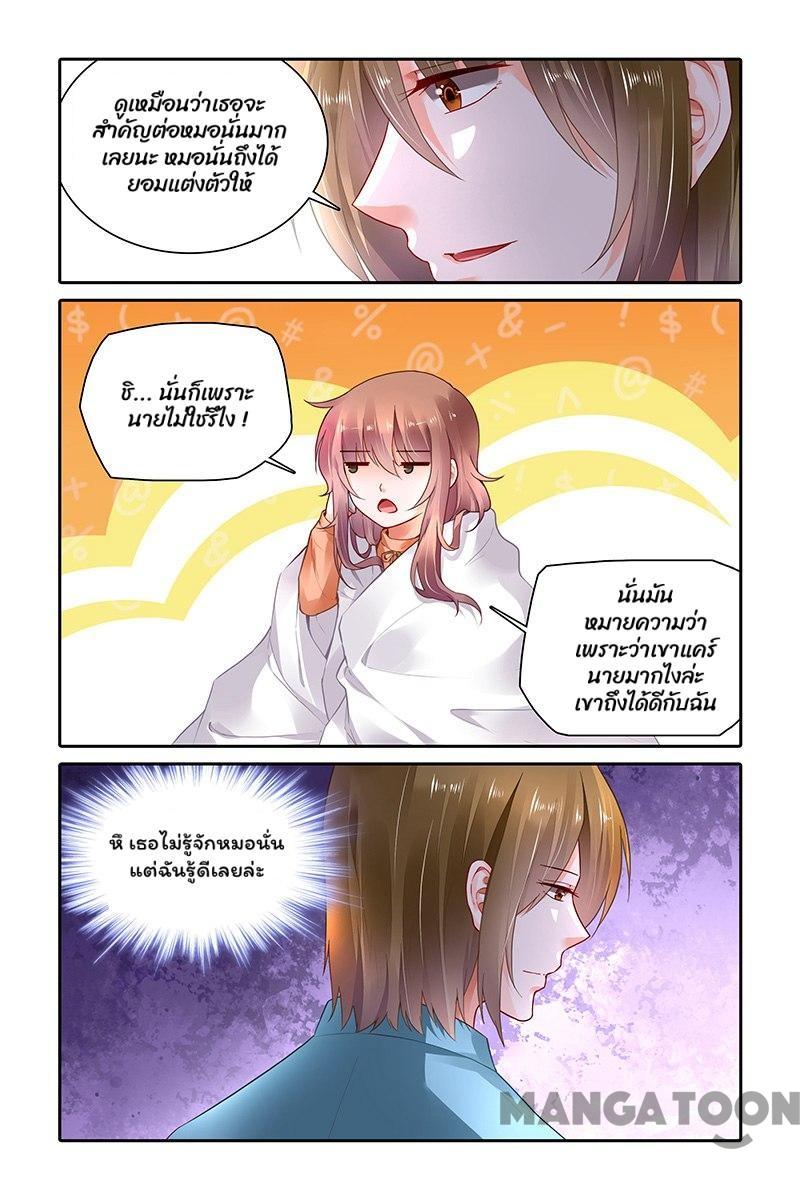 ดูเหมือนว่าเธอจะ
สำคัญต่อหมอนั่นมาก
เลยนะ หมอนั่นถึงได้
ยอมแต่งตัวให้
ชิ... นั่นก็เพราะ
นายไม่ใช่รึไง !
นั่นมัน
หมายความว่า
เพราะว่าเขาแคร์
นายมากไงล่ะ
เขาถึงได้ดีกับฉัน
หึ เธอไม่รู้จักหมอนั่น
แต่ฉันรู้ดีเลยล่ะ
MANGATOON